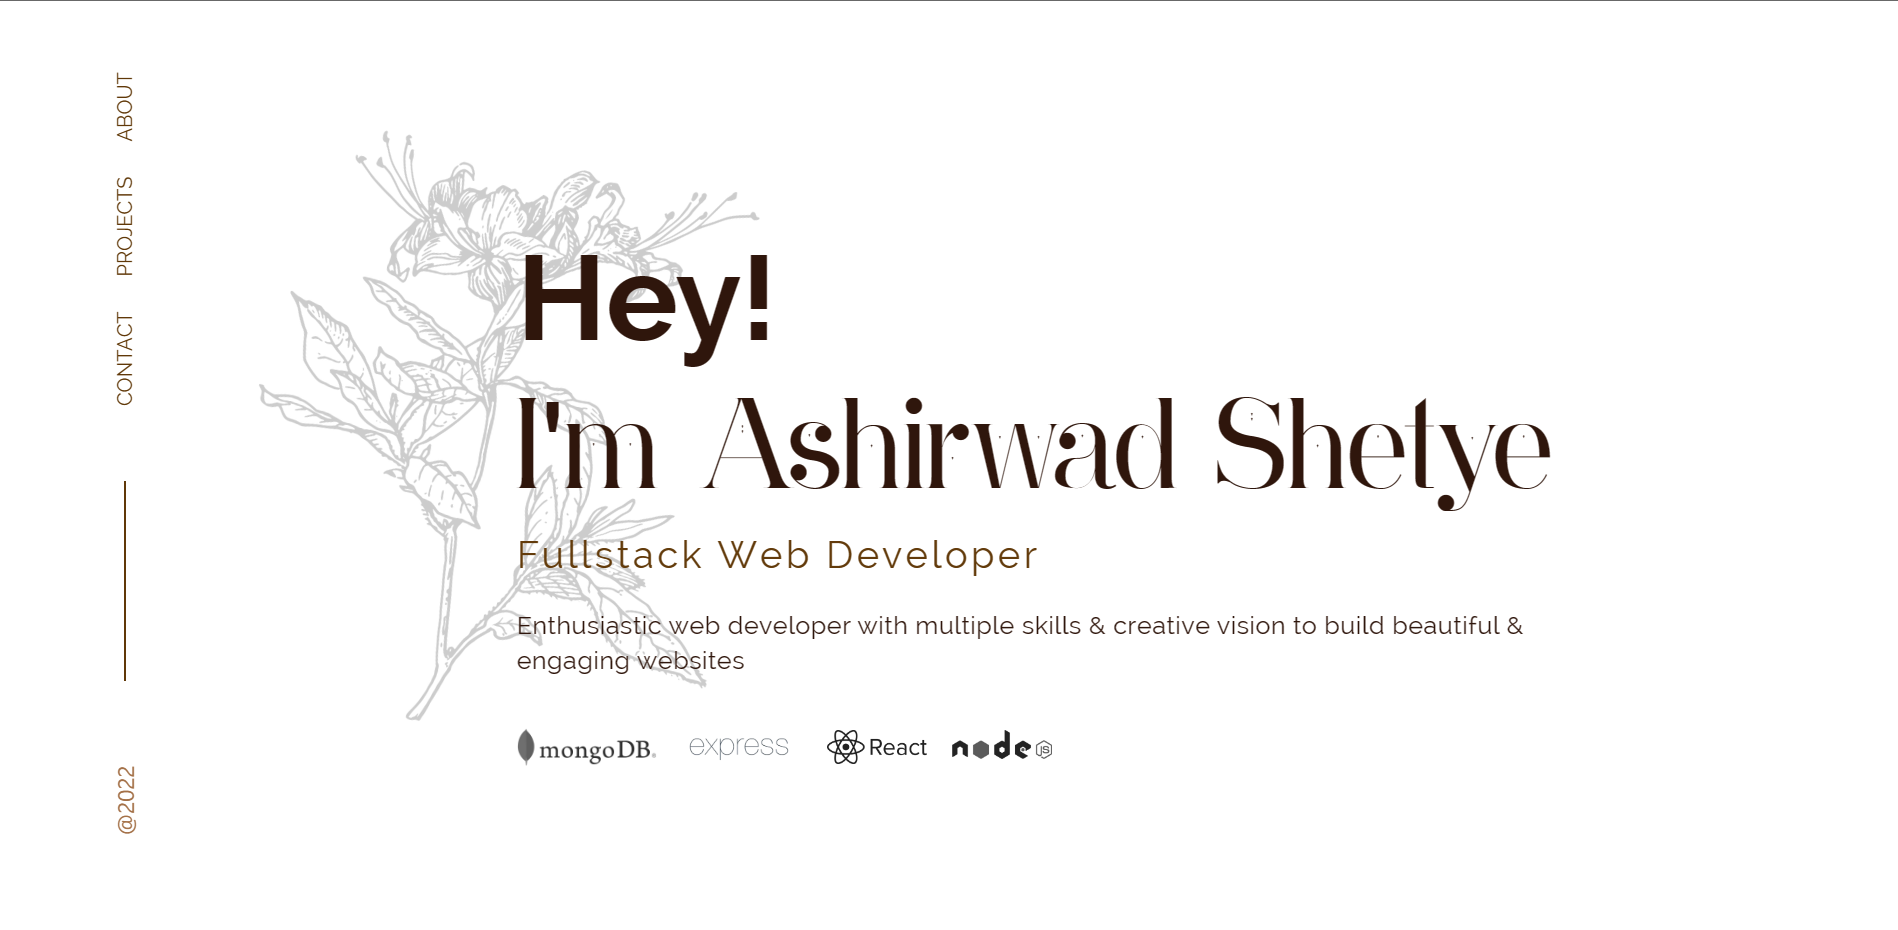 ABOUT
PROJECTS
CONTACT
@2022
Hey!
I'm Ashirwad Shetye
Fullstack Web Developer
Enthusiastic web developer with multiple skills & creative vision to build beautiful &
engaging websites
mongoDB® express React node JS